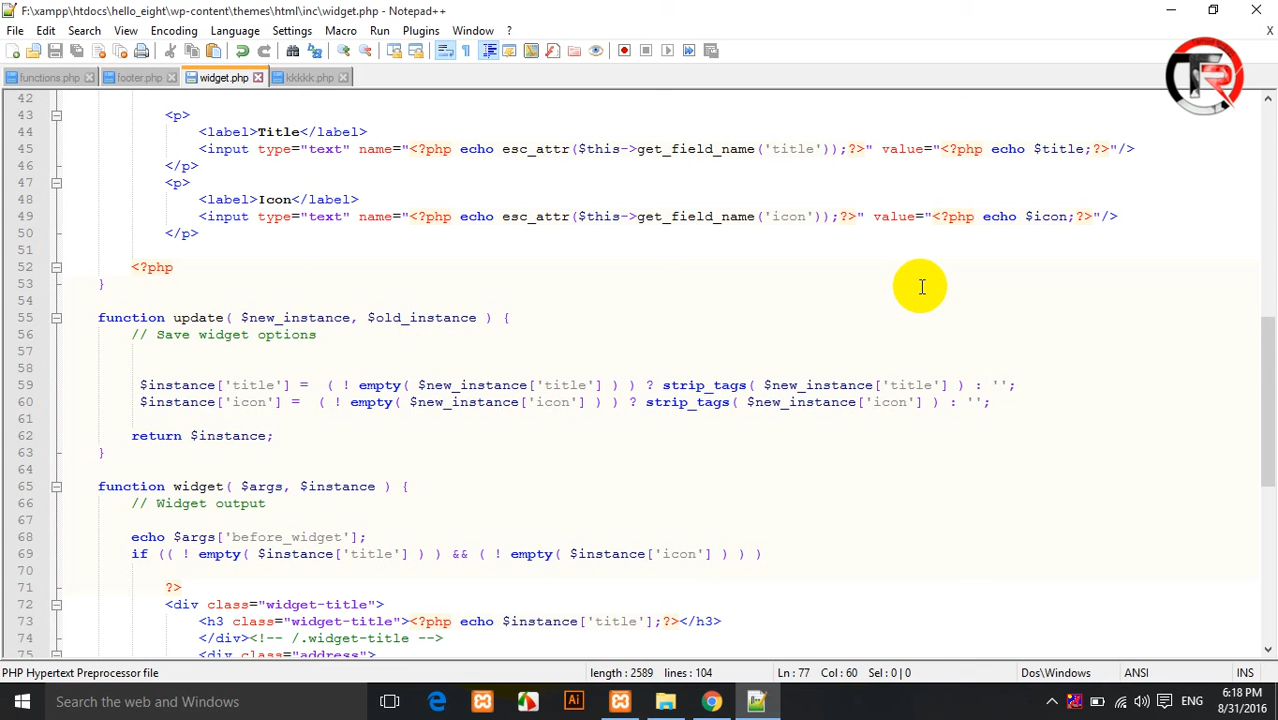 F:\xampp\htdocs\hello_eight\wp-content\themes\html\inc\widget.php - Notepad++
File Edit Search View Encoding Language Settings Macro Run Plugins Window ? X
functions.php footer.php widget.php kkkkk.php
TR
42
43 <p>
44 <label>Title</label>
45 <input type="text" name="<?php echo esc_attr($this->get_field_name('title'));?>" value="<?php echo $title;?>"/>
46 </p>
47 <p>
48 <label>Icon</label>
49 <input type="text" name="<?php echo esc_attr($this->get_field_name('icon'));?>" value="<?php echo $icon;?>"/>
50 </p>
51
52 <?php
53 }
54
55 function update( $new_instance, $old_instance ) {
56 // Save widget options
57
58
59 $instance['title'] = ( ! empty( $new_instance['title'] ) ) ? strip_tags( $new_instance['title'] ) : '';
60 $instance['icon'] = ( ! empty( $new_instance['icon'] ) ) ? strip_tags( $new_instance['icon'] ) : '';
61
62 return $instance;
63 }
64
65 function widget( $args, $instance ) {
66 // Widget output
67
68 echo $args['before_widget'];
69 if (( ! empty( $instance['title'] ) ) && ( ! empty( $instance['icon'] ) ) )
70
71 ?>
72 <div class="widget-title">
73 <h3 class="widget-title"><?php echo $instance['title'];?></h3>
74 </div><!-- /.widget-title -->
75 <div class="address">
PHP Hypertext Preprocessor file length : 2589 lines : 104 Ln : 77 Col : 60 Sel : 0 | 0 Dos\Windows ANSI INS
Search the web and Windows
ENG
6:18 PM
8/31/2016